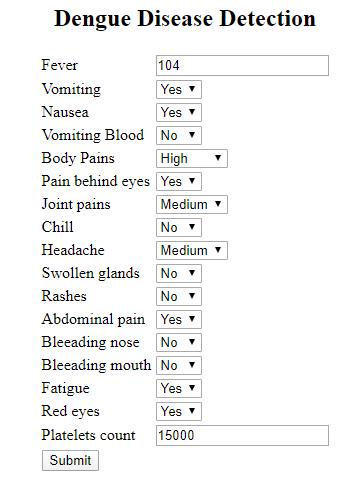 Dengue Disease Detection
Fever 104
Vomiting Yes
Nausea Yes
Vomiting Blood No
Body Pains High
Pain behind eyes Yes
Joint pains Medium
Chill No
Headache Medium
Swollen glands No
Rashes No
Abdominal pain Yes
Bleeading nose No
Bleeading mouth No
Fatigue Yes
Red eyes Yes
Platelets count 15000
Submit